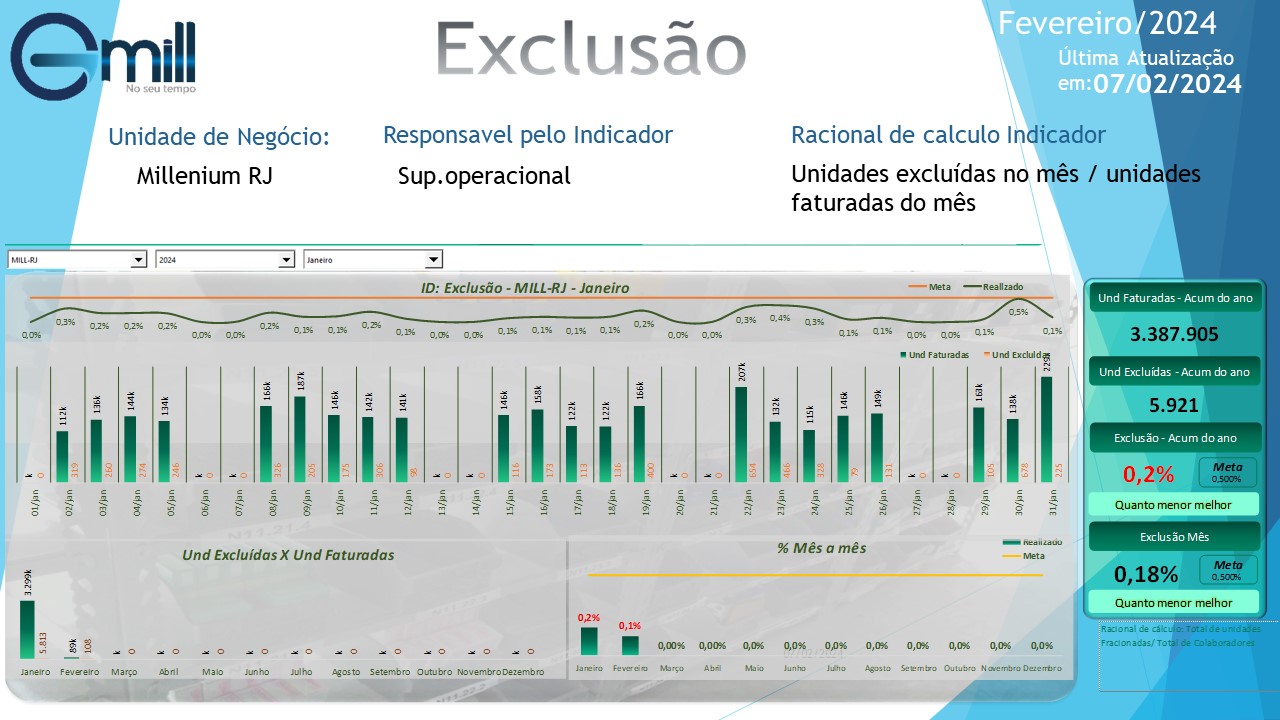 Gmill
No seu tempo
Exclusão
Fevereiro/2024
Última Atualização
em:07/02/2024
Unidade de Negócio:
Responsavel pelo Indicador
Racional de calculo Indicador
Millenium RJ
Sup.operacional
Unidades excluídas no mês / unidades
faturadas do mês
MILL-RJ
2024
Janeiro
ID: Exclusão - MILL-RJ - Janeiro
Meta
Realizado
0,0% 0,3% 0,2% 0,2% 0,2% 0,0% 0,0% 0,2% 0,1% 0,1% 0,2% 0,1% 0,0% 0,0% 0,1% 0,1% 0,1% 0,1% 0,2% 0,0% 0,0% 0,3% 0,4% 0,3% 0,1% 0,1% 0,0% 0,0% 0,1% 0,5% 0,1%
Und Faturadas
Und Excluídas
k 112k 136k 144k 134k k k 166k 187k 146k 142k 141k k k 146k 158k 122k 122k 166k k k 207k 132k 115k 146k 149k k k 163k 138k 225k
0 319 260 274 246 0 0 326 205 175 306 98 0 0 116 173 113 136 400 0 0 654 466 328 79 131 0 0 105 678 225
01/jan 02/jan 03/jan 04/jan 05/jan 06/jan 07/jan 08/jan 09/jan 10/jan 11/jan 12/jan 13/jan 14/jan 15/jan 16/jan 17/jan 18/jan 19/jan 20/jan 21/jan 22/jan 23/jan 24/jan 25/jan 26/jan 27/jan 28/jan 29/jan 30/jan 31/jan
Und Excluídas X Und Faturadas
3.299k 89k k k k k k k k k k k
5.813 108 0 0 0 0 0 0 0 0 0 0
Janeiro Fevereiro Março Abril Maio Junho Julho Agosto Setembro Outubro Novembro Dezembro
% Mês a mês
Realizado
Meta
0,2% 0,1% 0,00% 0,00% 0,0% 0,0% 0,0% 0,0% 0,0% 0,0% 0,0% 0,0%
Janeiro Fevereiro Março Abril Maio Junho Julho Agosto Setembro Outubro Novembro Dezembro
Und Faturadas - Acum do ano
3.387.905
Und Excluídas - Acum do ano
5.921
Exclusão - Acum do ano
0,2%
Meta
0,500%
Quanto menor melhor
Exclusão Mês
0,18%
Meta
0,500%
Quanto menor melhor
Racional de cálculo: Total de unidades
Fracionadas/ Total de Colaboradores